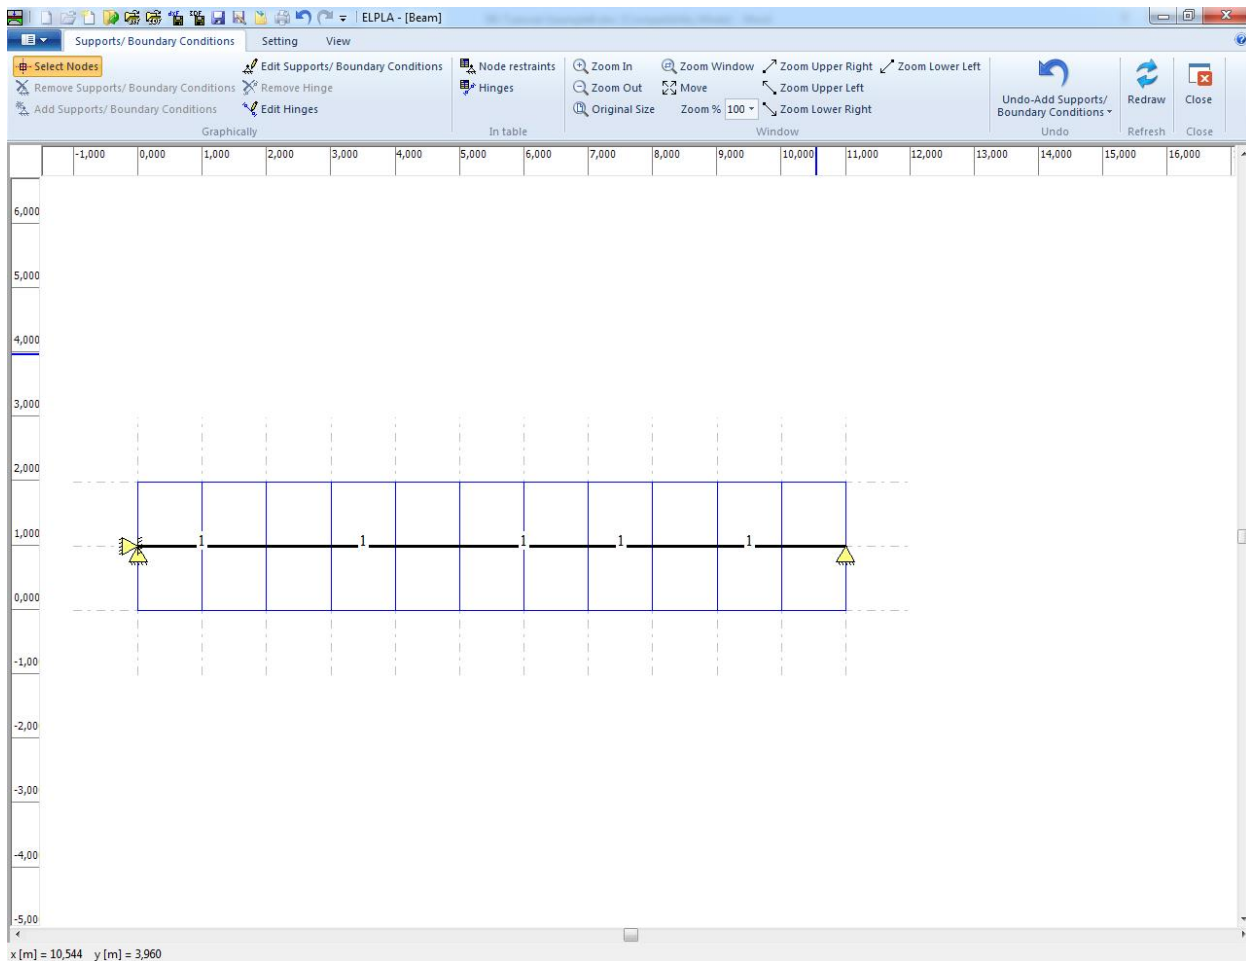 ELPLA - [Beam]
Supports/ Boundary Conditions Setting View
Select Nodes Edit Supports/ Boundary Conditions Node restraints Zoom In Zoom Window Zoom Upper Right Zoom Lower Left
Remove Supports/ Boundary Conditions Remove Hinge Hinges Zoom Out Move Zoom Upper Left
Add Supports/ Boundary Conditions Edit Hinges Original Size Zoom % 100 Zoom Lower Right
Undo-Add Supports/
Boundary Conditions
Redraw Close
Graphically In table Window Undo Refresh Close
-1,000 0,000 1,000 2,000 3,000 4,000 5,000 6,000 7,000 8,000 9,000 10,000 11,000 12,000 13,000 14,000 15,000 16,000
6,000
5,000
4,000
3,000
2,000
1,000
1 1 1 1 1
0,000
-1,00
-2,00
-3,00
-4,00
-5,00
x [m] = 10,544 y [m] = 3,960